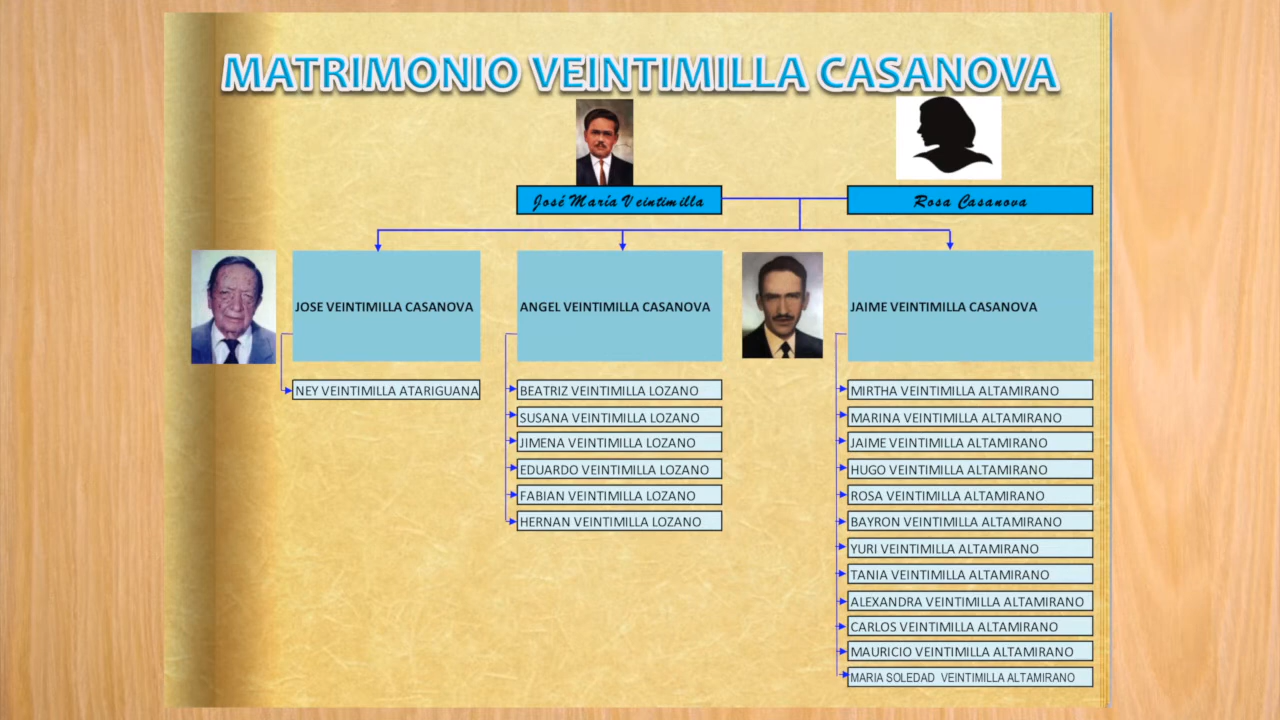 MATRIMONIO VEINTIMILLA CASANOVA
José María Veintimilla
Rosa Casanova
JOSE VEINTIMILLA CASANOVA
NEY VEINTIMILLA ATARIGUANA
ANGEL VEINTIMILLA CASANOVA
BEATRIZ VEINTIMILLA LOZANO
SUSANA VEINTIMILLA LOZANO
JIMENA VEINTIMILLA LOZANO
EDUARDO VEINTIMILLA LOZANO
FABIAN VEINTIMILLA LOZANO
HERNAN VEINTIMILLA LOZANO
JAIME VEINTIMILLA CASANOVA
MIRTHA VEINTIMILLA ALTAMIRANO
MARINA VEINTIMILLA ALTAMIRANO
JAIME VEINTIMILLA ALTAMIRANO
HUGO VEINTIMILLA ALTAMIRANO
ROSA VEINTIMILLA ALTAMIRANO
BAYRON VEINTIMILLA ALTAMIRANO
YURI VEINTIMILLA ALTAMIRANO
TANIA VEINTIMILLA ALTAMIRANO
ALEXANDRA VEINTIMILLA ALTAMIRANO
CARLOS VEINTIMILLA ALTAMIRANO
MAURICIO VEINTIMILLA ALTAMIRANO
MARIA SOLEDAD VEINTIMILLA ALTAMIRANO